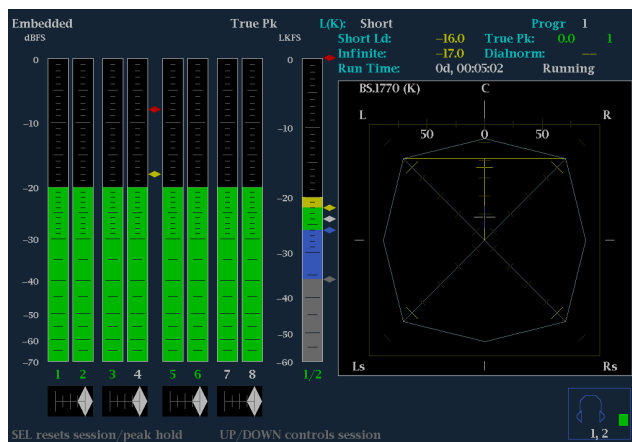 Embedded True Pk L(K): Short Progr 1
dBFS LKFS Short Ld: −16.0 True Pk: 0.0 1
Infinite: −17.0 Dialnorm: −−
Run Time: 0d, 00:05:02 Running
0 0 BS.1770 (K) C
L R
50 0 50
−10 −10
−20 −20
−30 −30
−40 −40
−50 −50
−60
−70 −60
Ls Rs
1 2 3 4 5 6 7 8 1/2
1, 2
SEL resets session/peak hold UP/DOWN controls session